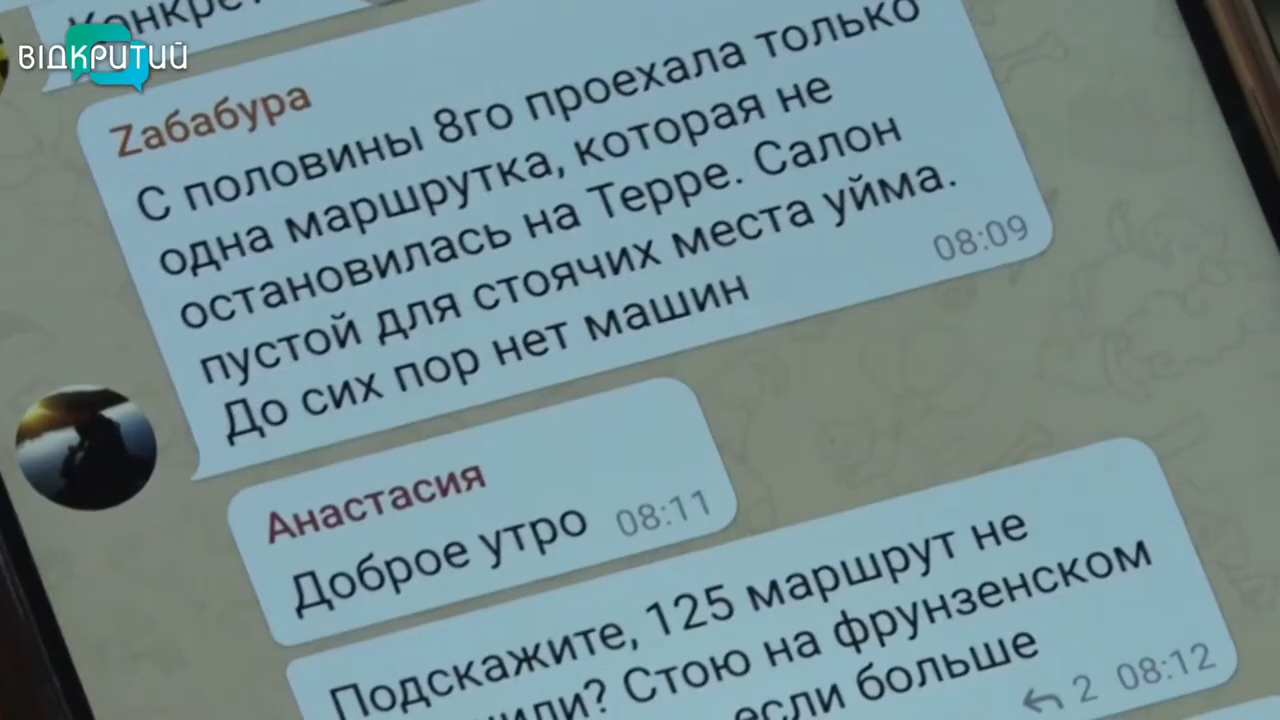 ВІДКРИТИЙ
Zабабура
С половины 8го проехала только
одна маршрутка, которая не
остановилась на Терре. Салон
пустой для стоячих места уйма.
До сих пор нет машин
08:09
Анастасия
Доброе утро 08:11
Подскажите, 125 маршрут не
Стою на фрунзенском
если больше
2 08:12